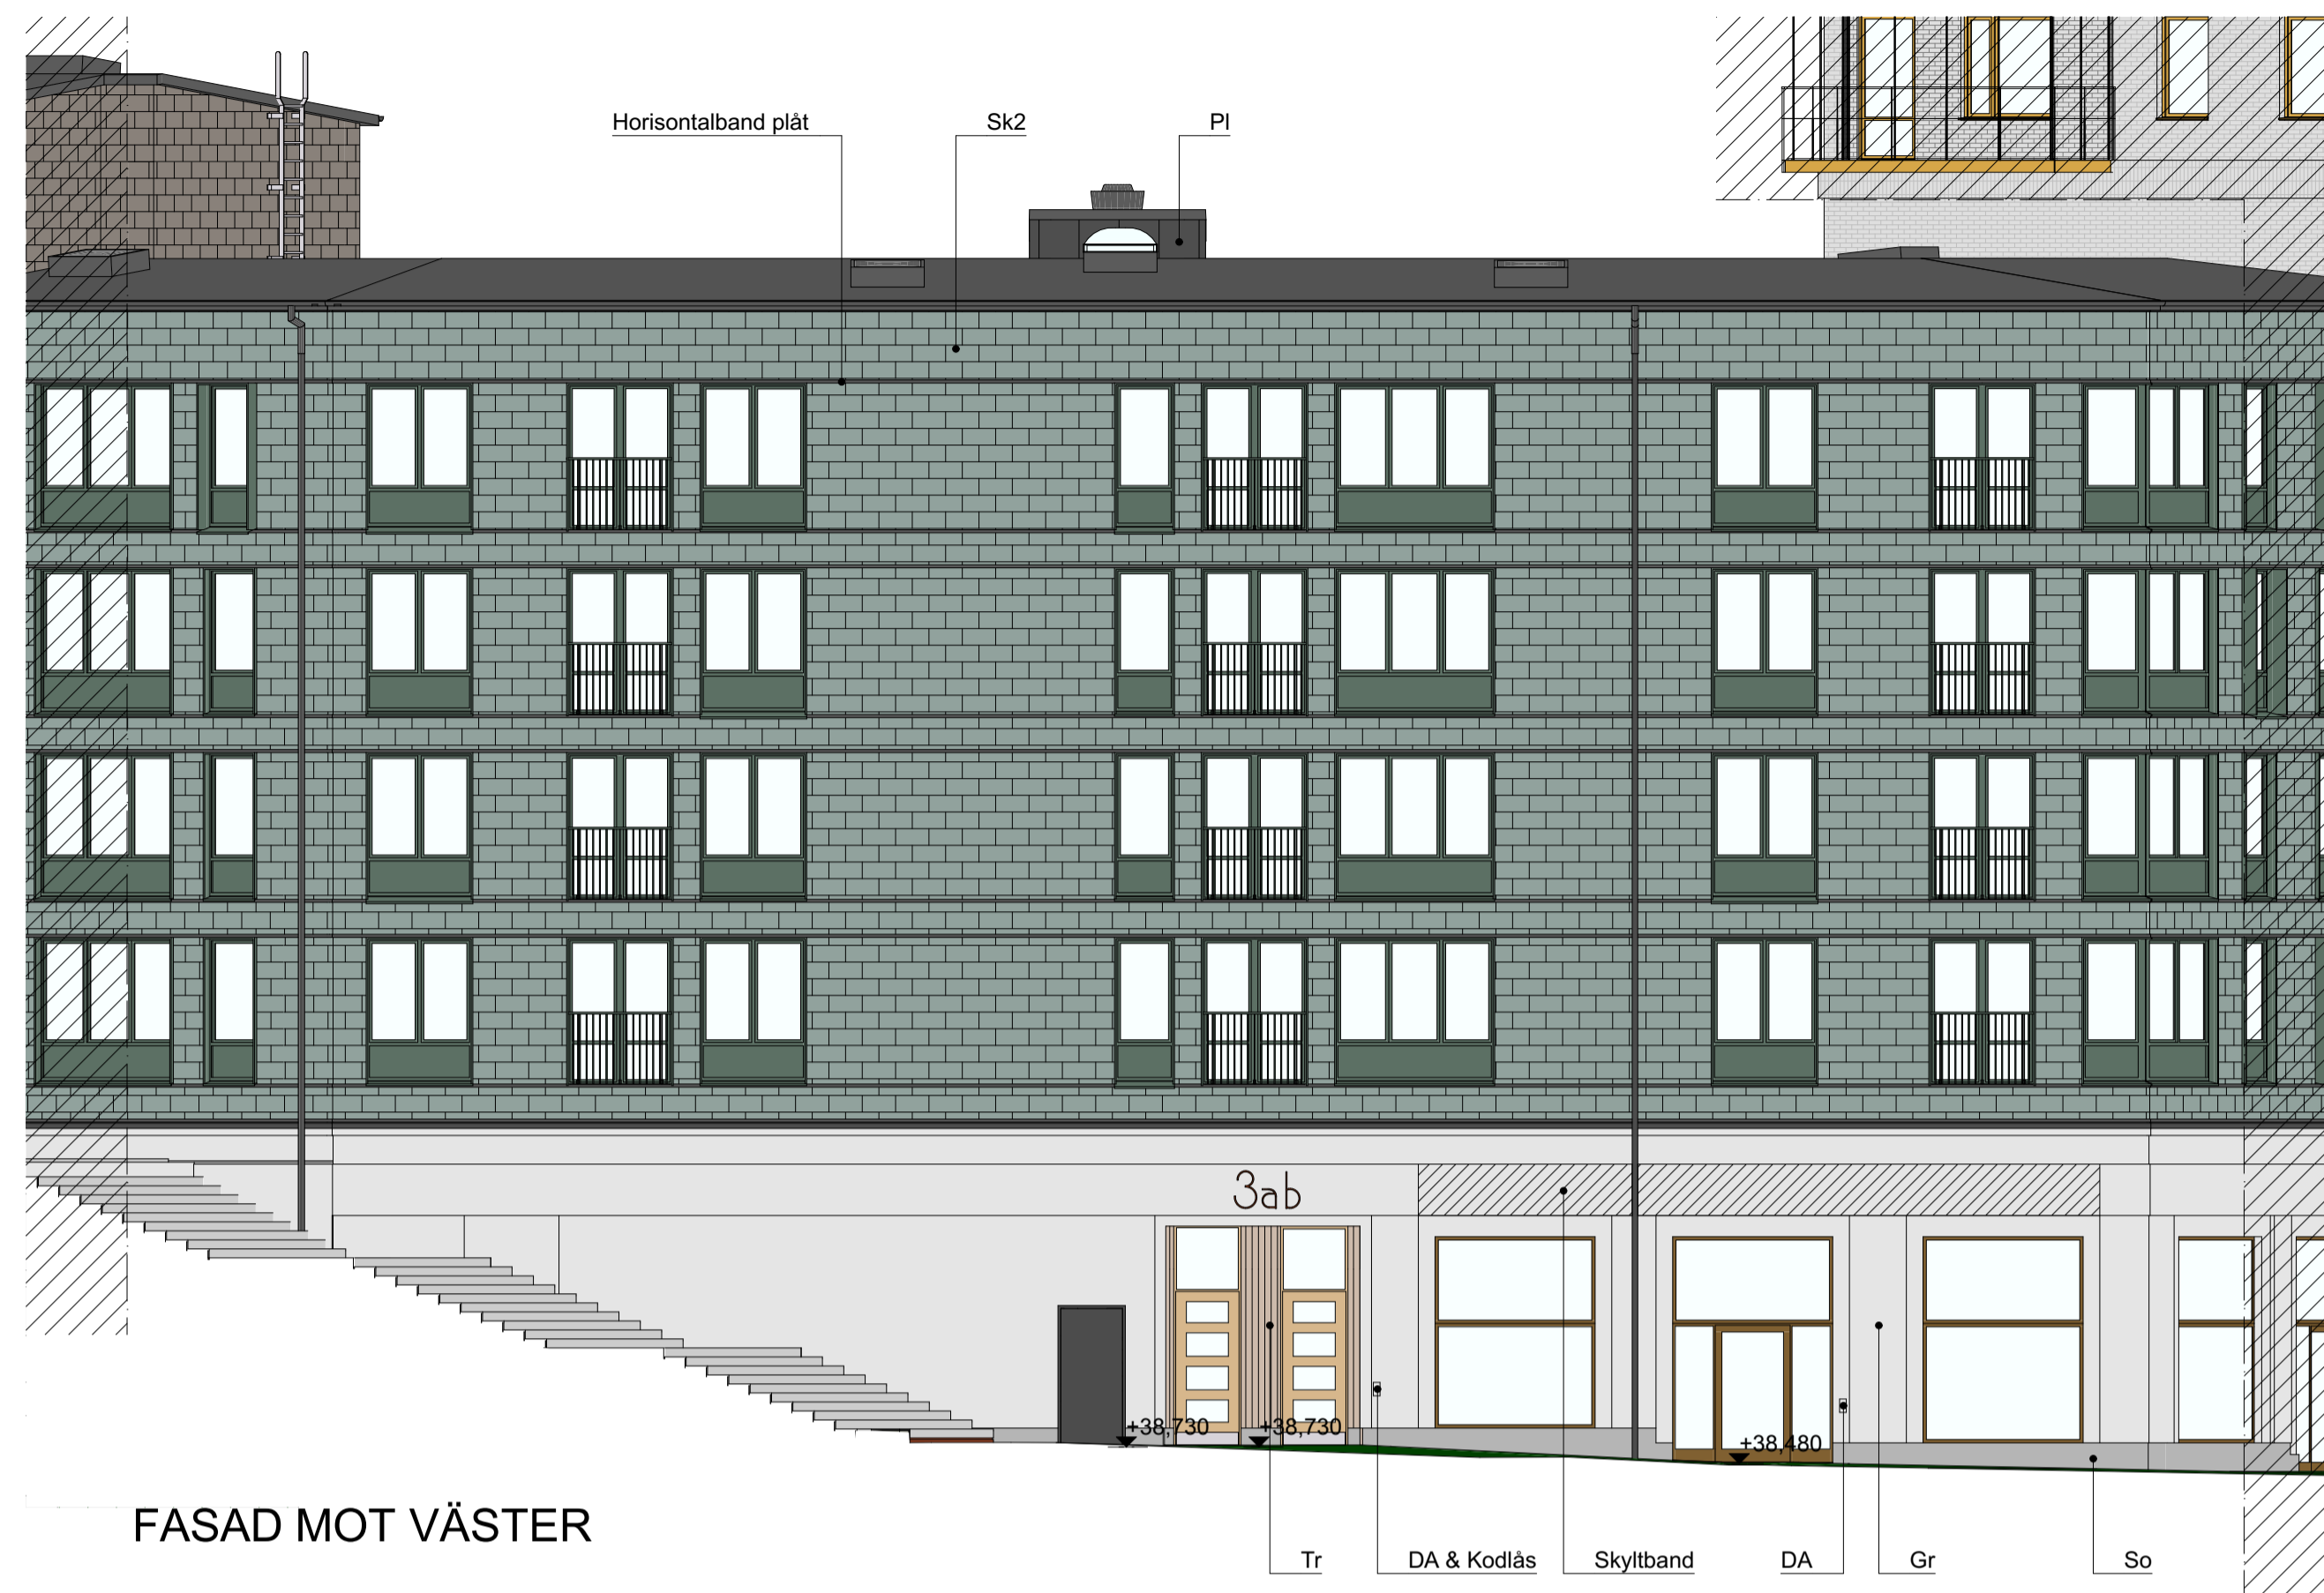 Horisontalband plåt
Sk2
Pl
3ab
+38,730
+38,730
+38,480
FASAD MOT VÄSTER
Tr
DA & Kodlås
Skyltband
DA
Gr
So